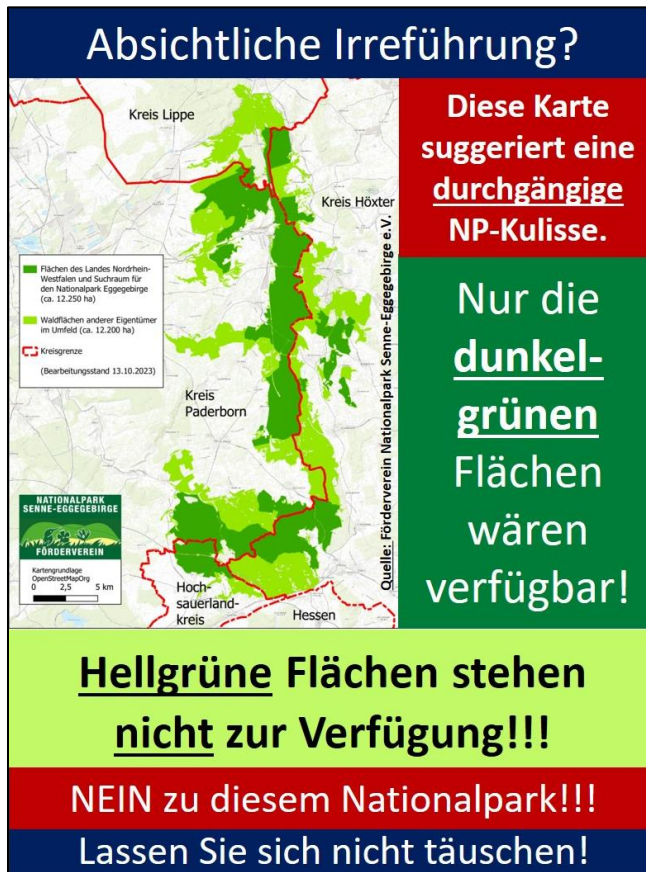 Absichtliche Irreführung?
Kreis Lippe
Kreis Höxter
Flächen des Landes Nordrhein-
Westfalen und Suchraum für
den Nationalpark Eggegebirge
(ca. 12.250 ha)
Waldflächen anderer Eigentümer
im Umfeld (ca. 12.200 ha)
Kreisgrenze
(Bearbeitungsstand 13.10.2023)
Kreis
Paderborn
NATIONALPARK
SENNE-EGGEGEBIRGE
FÖRDERVEREIN
Kartengrundlage
OpenStreetMapOrg
0 2,5 5 km
Hoch-
sauerland-
kreis
Hessen
Quelle: Förderverein Nationalpark Senne-Eggegebirge e.V.
Diese Karte
suggeriert eine
durchgängige
NP-Kulisse.
Nur die
dunkel-
grünen
Flächen
wären
verfügbar!
Hellgrüne Flächen stehen
nicht zur Verfügung!!!
NEIN zu diesem Nationalpark!!!
Lassen Sie sich nicht täuschen!